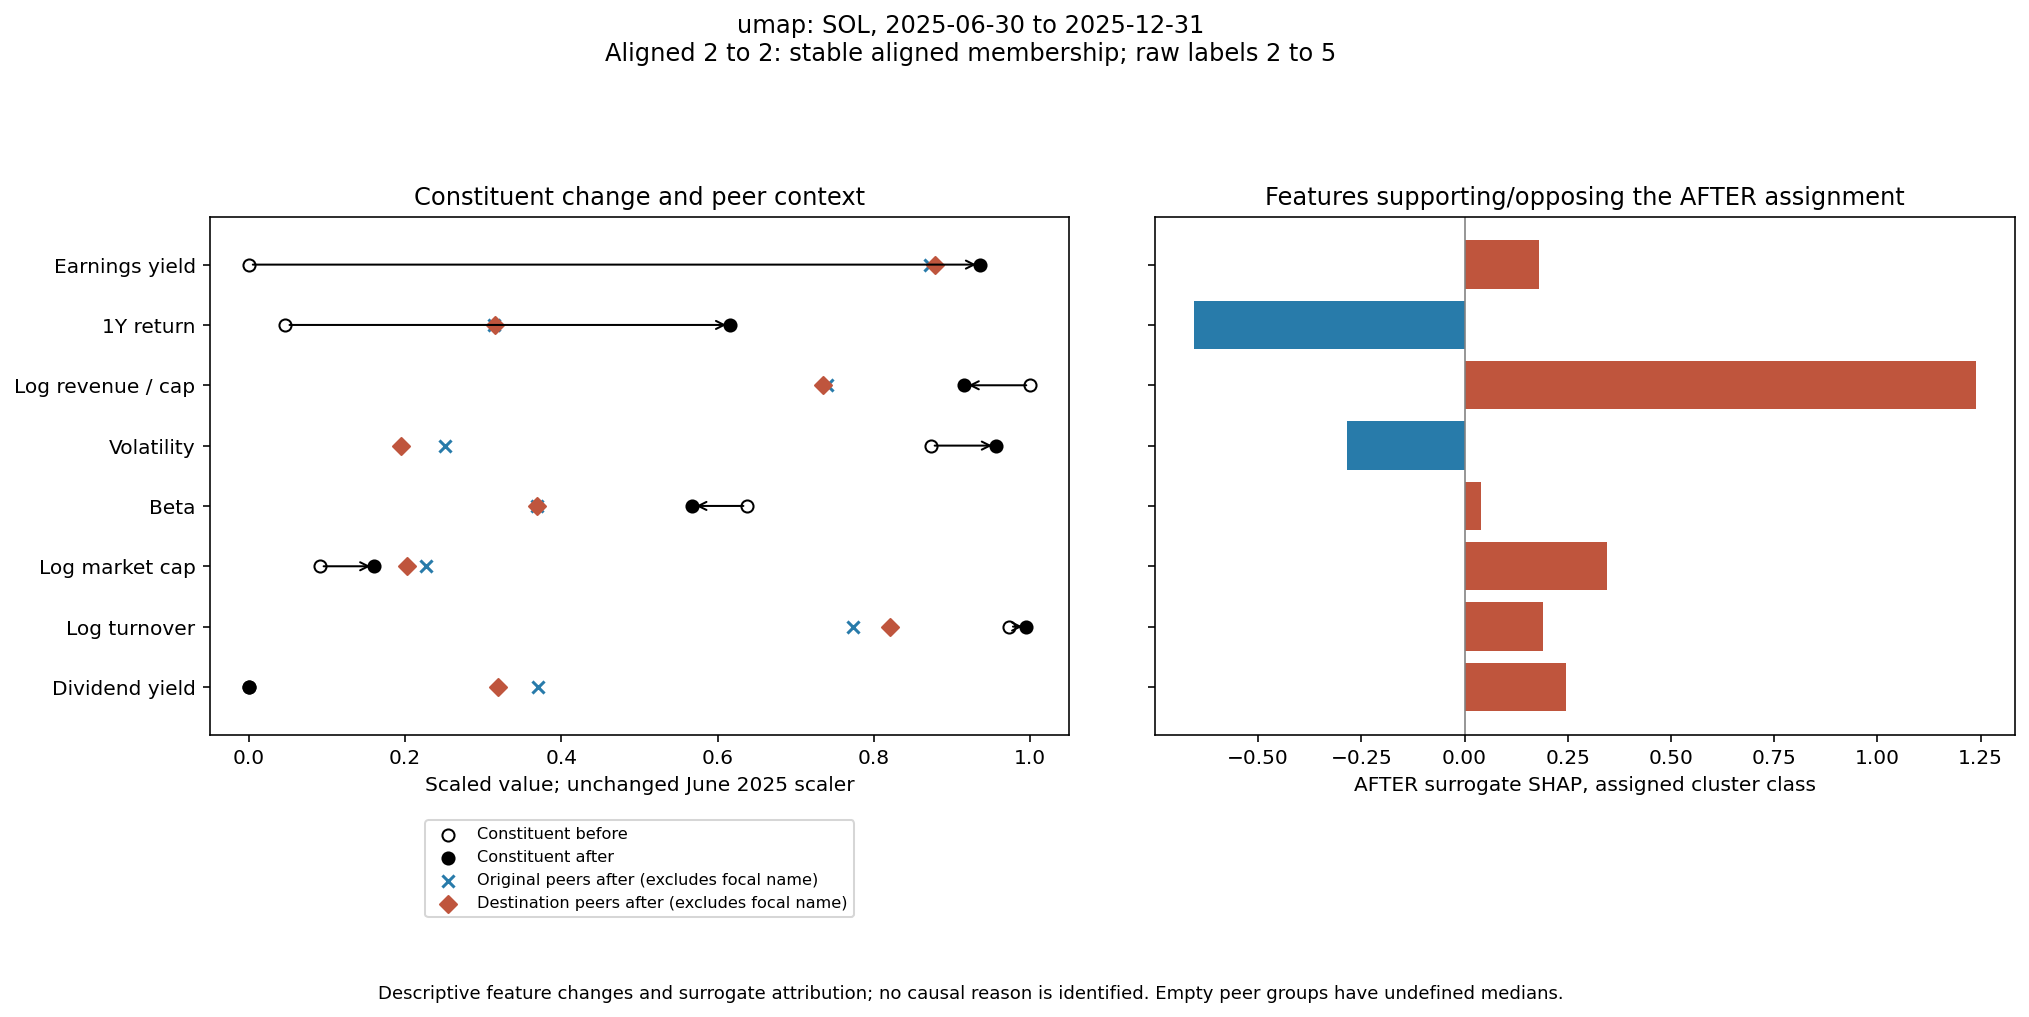 umap: SOL, 2025-06-30 to 2025-12-31
Aligned 2 to 2: stable aligned membership; raw labels 2 to 5
Constituent change and peer context
Earnings yield
1Y return
Log revenue / cap
Volatility
Beta
Log market cap
Log turnover
Dividend yield
0.0 0.2 0.4 0.6 0.8 1.0
Scaled value; unchanged June 2025 scaler
Constituent before
Constituent after
Original peers after (excludes focal name)
Destination peers after (excludes focal name)
Features supporting/opposing the AFTER assignment
−0.50 −0.25 0.00 0.25 0.50 0.75 1.00 1.25
AFTER surrogate SHAP, assigned cluster class
Descriptive feature changes and surrogate attribution; no causal reason is identified. Empty peer groups have undefined medians.